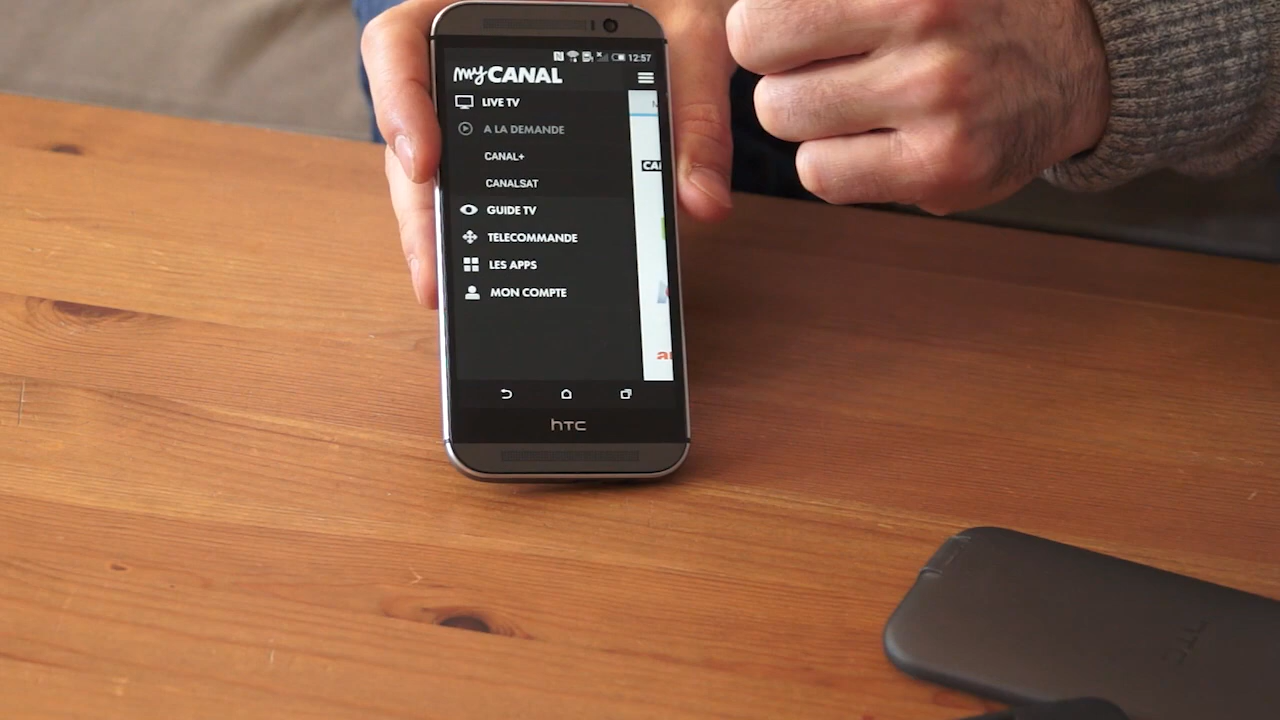 12:57
myCANAL
LIVE TV
A LA DEMANDE
CANAL+
CANALSAT
GUIDE TV
TELECOMMANDE
LES APPS
MON COMPTE
hTC